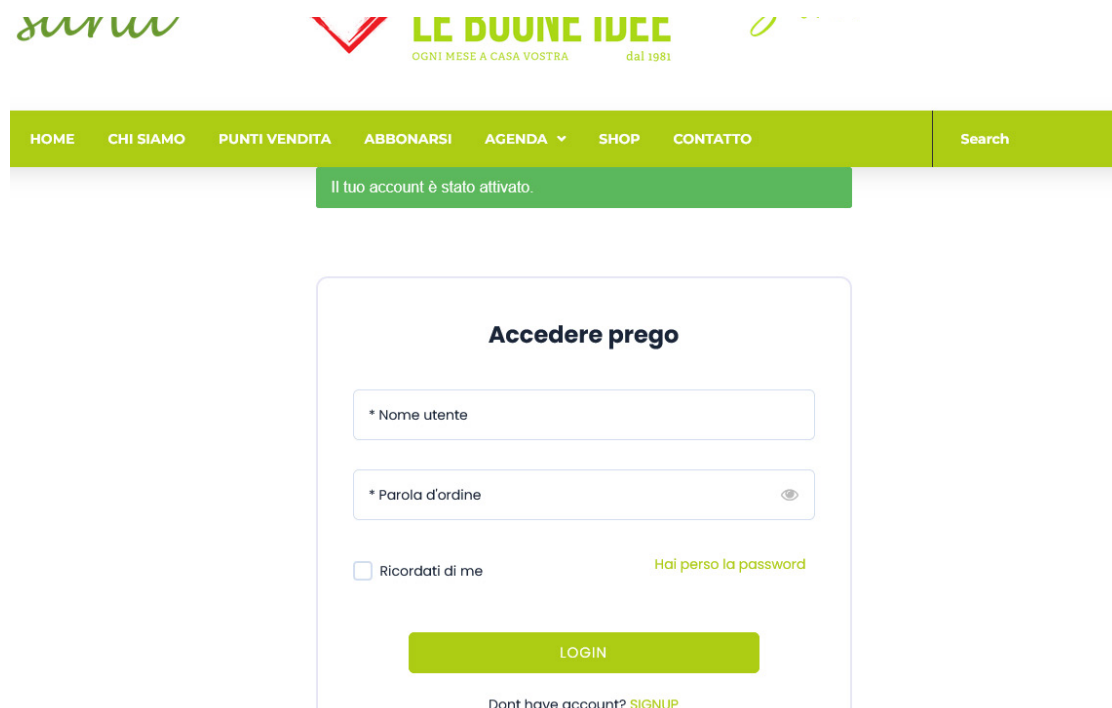 LE BUONE IDEE
OGNI MESE A CASA VOSTRA dal 1981
HOME CHI SIAMO PUNTI VENDITA ABBONARSI AGENDA SHOP CONTATTO Search
Il tuo account è stato attivato.
Accedere prego
* Nome utente
* Parola d'ordine
Ricordati di me
Hai perso la password
LOGIN
Dont have account? SIGNUP